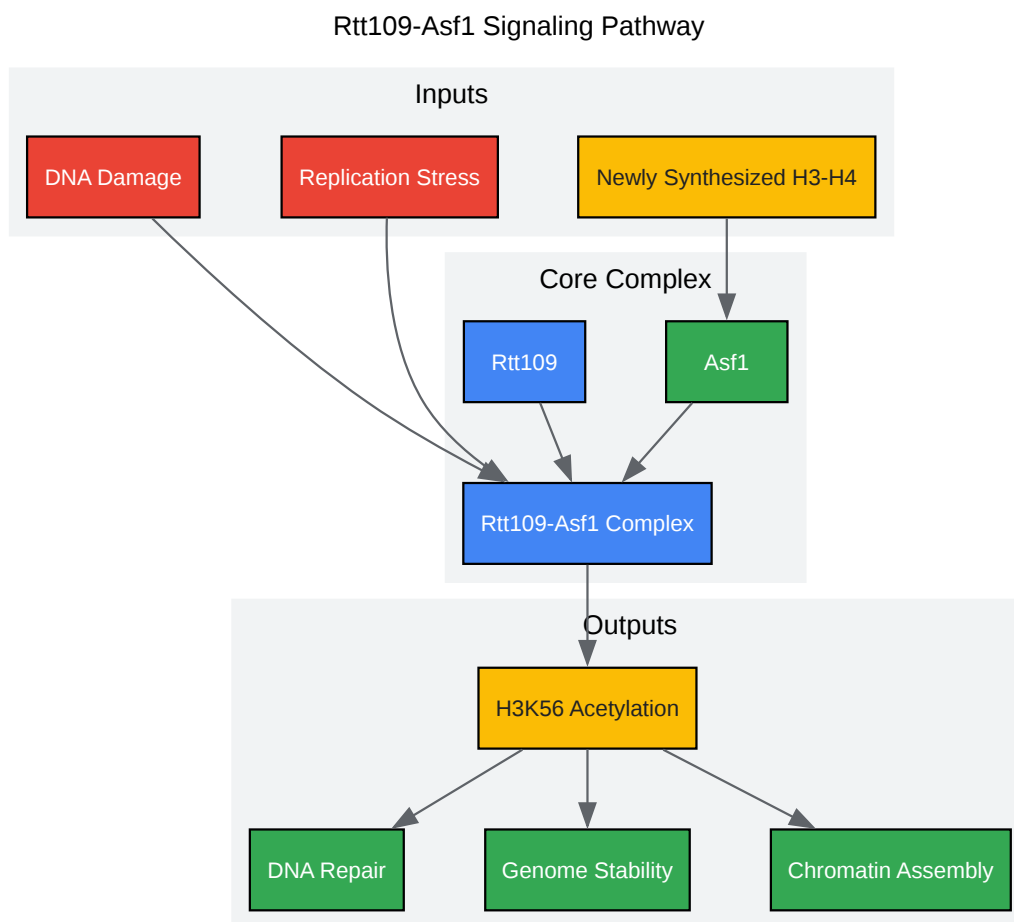 Rtt109-Asf1 Signaling Pathway
Inputs
DNA Damage
Replication Stress
Newly Synthesized H3-H4
Core Complex
Rtt109
Asf1
Rtt109-Asf1 Complex
Outputs
H3K56 Acetylation
DNA Repair
Genome Stability
Chromatin Assembly